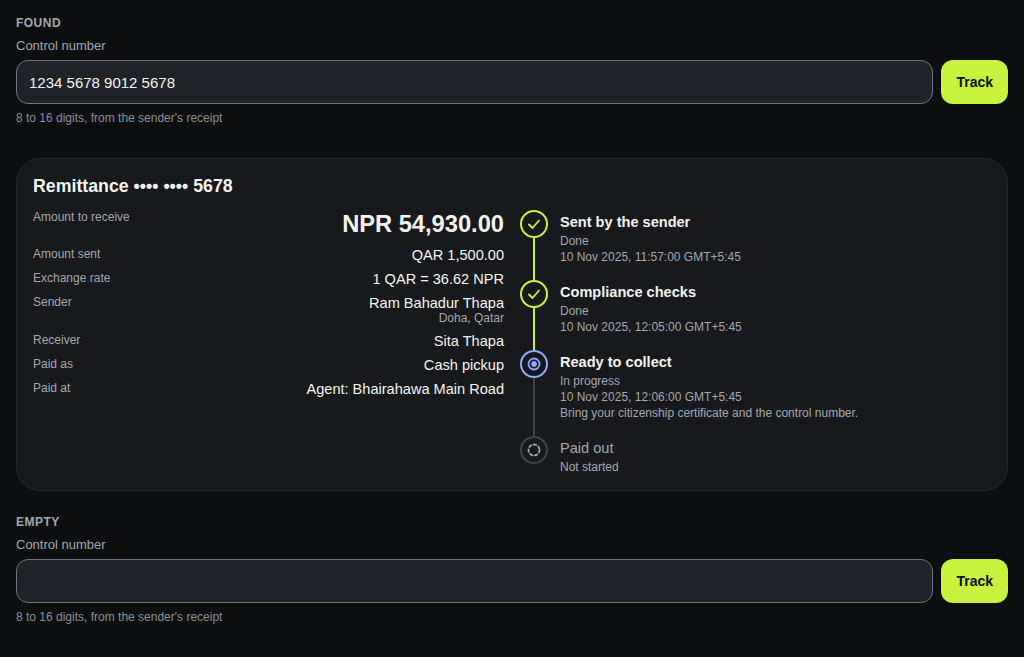 FOUND
Control number
1234 5678 9012 5678
Track
8 to 16 digits, from the sender's receipt
Remittance •••• •••• 5678
Amount to receive
NPR 54,930.00
Amount sent
QAR 1,500.00
Exchange rate
1 QAR = 36.62 NPR
Sender
Ram Bahadur Thapa
Doha, Qatar
Receiver
Sita Thapa
Paid as
Cash pickup
Paid at
Agent: Bhairahawa Main Road
Sent by the sender
Done
10 Nov 2025, 11:57:00 GMT+5:45
Compliance checks
Done
10 Nov 2025, 12:05:00 GMT+5:45
Ready to collect
In progress
10 Nov 2025, 12:06:00 GMT+5:45
Bring your citizenship certificate and the control number.
Paid out
Not started
EMPTY
Control number
Track
8 to 16 digits, from the sender's receipt